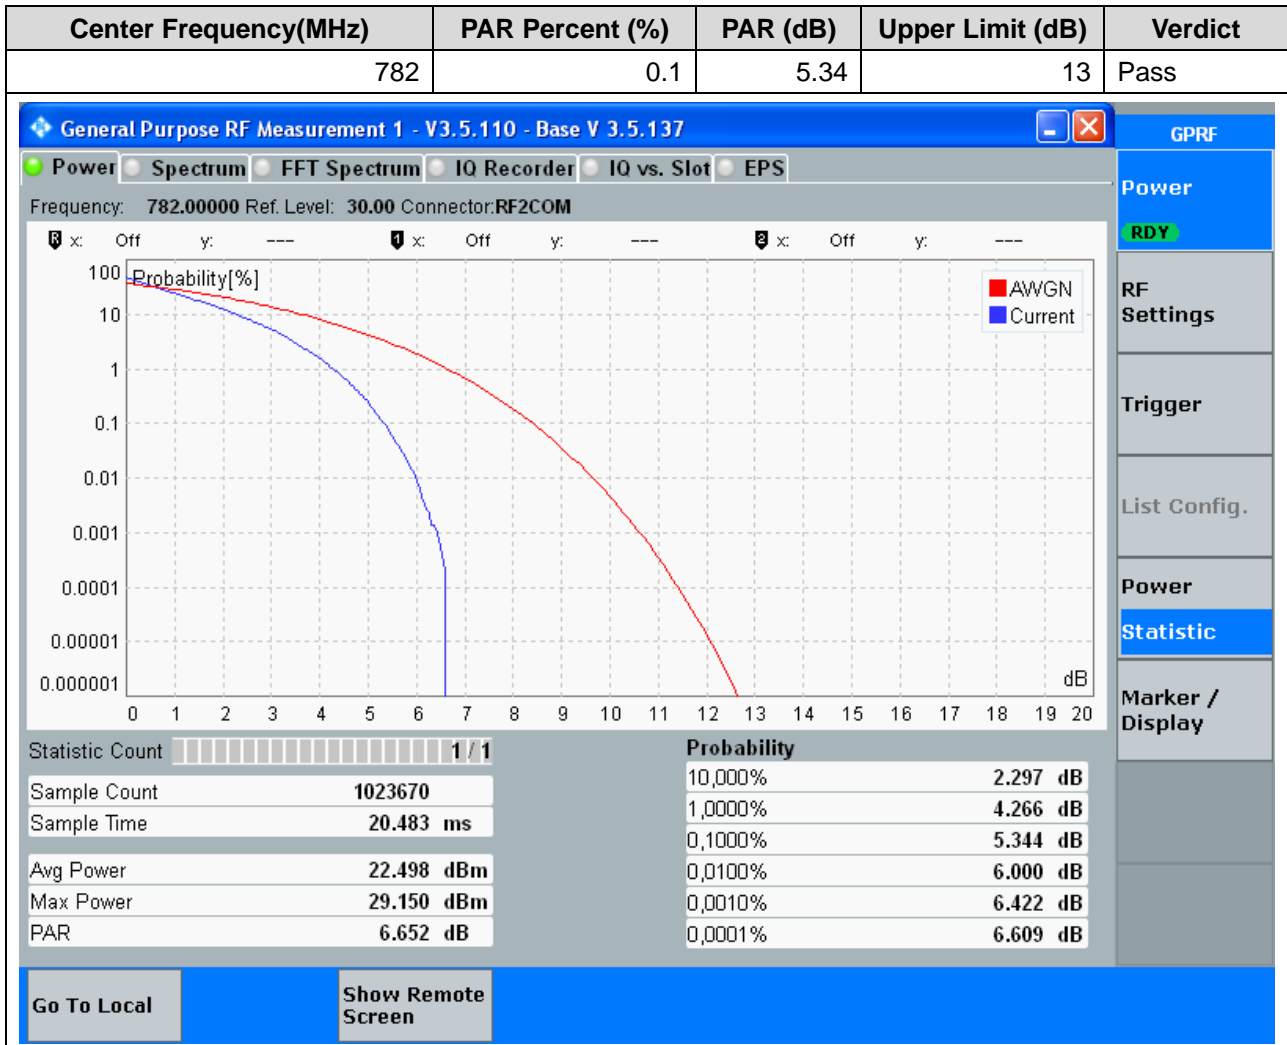 Center Frequency(MHz) PAR Percent (%) PAR (dB) Upper Limit (dB) Verdict
782 0.1 5.34 13 Pass
General Purpose RF Measurement 1 - V3.5.110 - Base V 3.5.137
GPRF
Power Spectrum FFT Spectrum IQ Recorder IQ vs. Slot EPS
Power
RDY
Frequency: 782.00000 Ref. Level: 30.00 Connector:RF2COM
R x: Off y: --- 1 x: Off y: --- 2 x: Off y: ---
Probability[%]
AWGN
Current
100
10
1
0.1
0.01
0.001
0.0001
0.00001
0.000001
dB
0 1 2 3 4 5 6 7 8 9 10 11 12 13 14 15 16 17 18 19 20
RF
Settings
Trigger
List Config.
Power
Statistic
Marker /
Display
Statistic Count 1 / 1
Sample Count 1023670
Sample Time 20.483 ms
Avg Power 22.498 dBm
Max Power 29.150 dBm
PAR 6.652 dB
Probability
10,000% 2.297 dB
1,0000% 4.266 dB
0,1000% 5.344 dB
0,0100% 6.000 dB
0,0010% 6.422 dB
0,0001% 6.609 dB
Go To Local
Show Remote
Screen